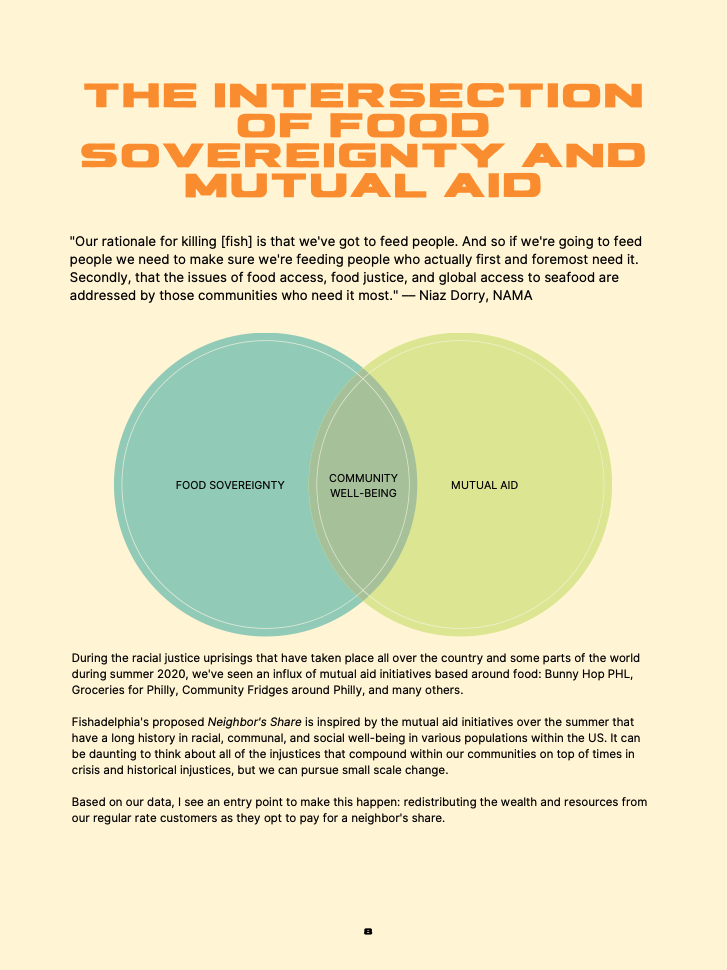 THE INTERSECTION
OF FOOD
SOVEREIGNTY AND
MUTUAL AID
"Our rationale for killing [fish] is that we've got to feed people. And so if we're going to feed
people we need to make sure we're feeding people who actually first and foremost need it.
Secondly, that the issues of food access, food justice, and global access to seafood are
addressed by those communities who need it most." — Niaz Dorry, NAMA
FOOD SOVEREIGNTY
COMMUNITY
WELL-BEING
MUTUAL AID
During the racial justice uprisings that have taken place all over the country and some parts of the world
during summer 2020, we've seen an influx of mutual aid initiatives based around food: Bunny Hop PHL,
Groceries for Philly, Community Fridges around Philly, and many others.
Fishadelphia's proposed Neighbor's Share is inspired by the mutual aid initiatives over the summer that
have a long history in racial, communal, and social well-being in various populations within the US. It can
be daunting to think about all of the injustices that compound within our communities on top of times in
crisis and historical injustices, but we can pursue small scale change.
Based on our data, I see an entry point to make this happen: redistributing the wealth and resources from
our regular rate customers as they opt to pay for a neighbor's share.
8